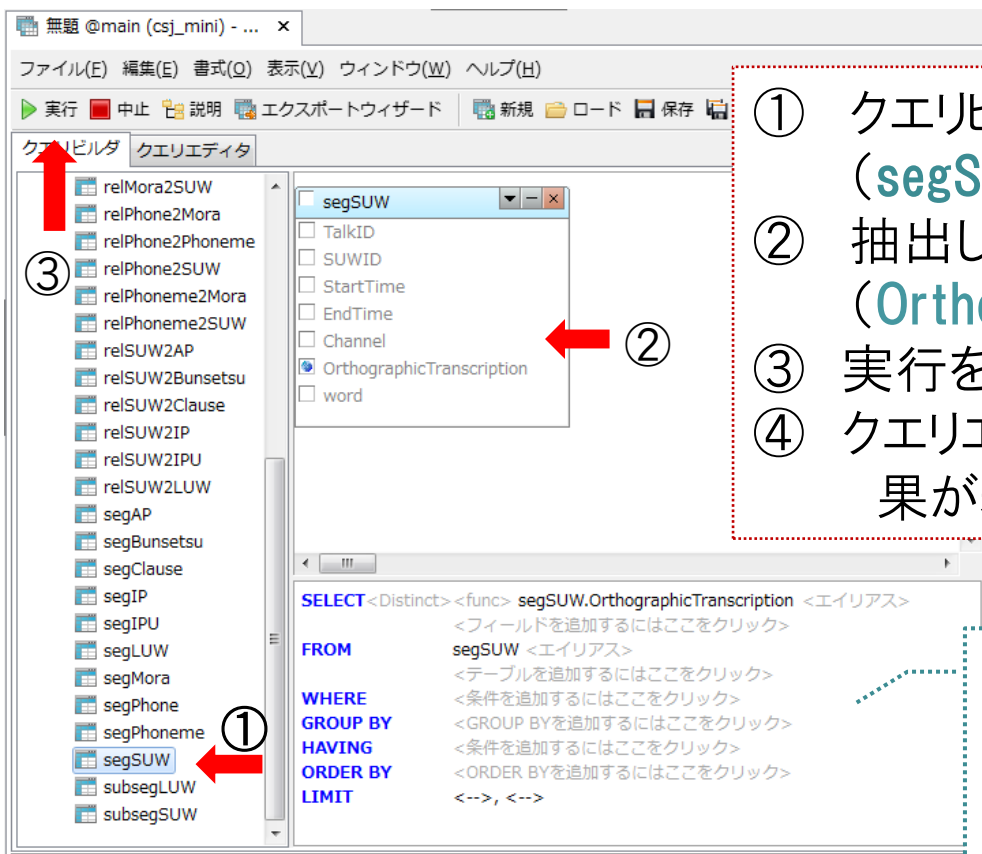 無題 @main (csj_mini) - ... ×
ファイル(F) 編集(E) 書式(O) 表示(V) ウィンドウ(W) ヘルプ(H)
実行 中止 説明 エクスポートウィザード 新規 ロード 保存
クエリビルダ クエリエディタ
relMora2SUW
relPhone2Mora
relPhone2Phoneme
relPhone2SUW
relPhoneme2Mora
relPhoneme2SUW
relSUW2AP
relSUW2Bunsetsu
relSUW2Clause
relSUW2IP
relSUW2IPU
relSUW2LUW
segAP
segBunsetsu
segClause
segIP
segIPU
segLUW
segMora
segPhone
segPhoneme
segSUW
subsegLUW
subsegSUW
③
①
segSUW
TalkID
SUWID
StartTime
EndTime
Channel
OrthographicTranscription
word
②
SELECT <Distinct> <func> segSUW.OrthographicTranscription <エイリアス>
<フィールドを追加するにはここをクリック>
FROM segSUW <エイリアス>
<テーブルを追加するにはここをクリック>
WHERE <条件を追加するにはここをクリック>
GROUP BY <GROUP BYを追加するにはここをクリック>
HAVING <条件を追加するにはここをクリック>
ORDER BY <ORDER BYを追加するにはここをクリック>
LIMIT <-->, <-->
① クエリビ
(segS
② 抽出し
(Ortho
③ 実行を
④ クエリエ
果が